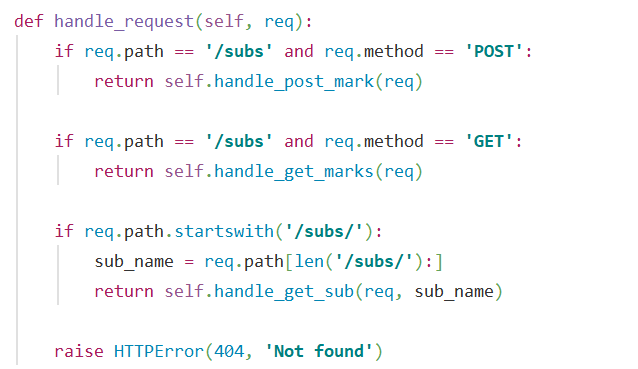 def handle_request(self, req):
    if req.path == '/subs' and req.method == 'POST':
        return self.handle_post_mark(req)

    if req.path == '/subs' and req.method == 'GET':
        return self.handle_get_marks(req)

    if req.path.startswith('/subs/'):
        sub_name = req.path[len('/subs/'):]
        return self.handle_get_sub(req, sub_name)

    raise HTTPError(404, 'Not found')